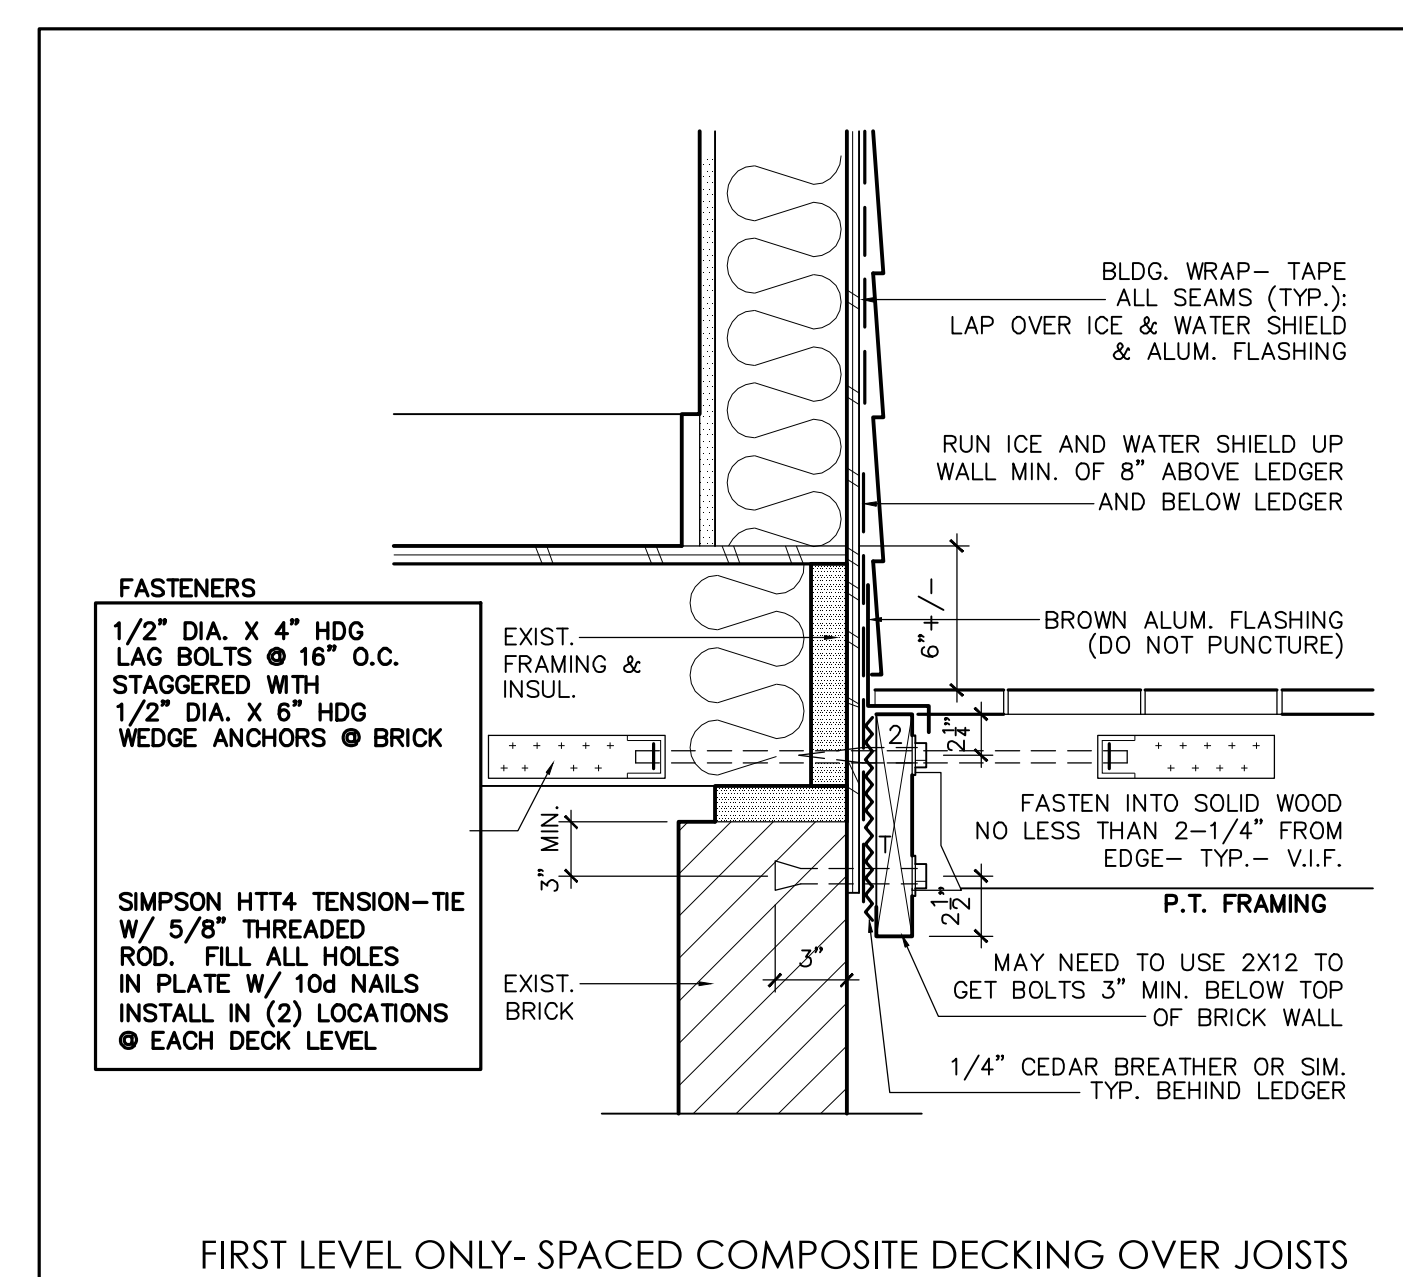 BLDG. WRAP– TAPE
ALL SEAMS (TYP.):
LAP OVER ICE & WATER SHIELD
& ALUM. FLASHING
RUN ICE AND WATER SHIELD UP
WALL MIN. OF 8" ABOVE LEDGER
AND BELOW LEDGER
FASTENERS
1/2" DIA. X 4" HDG
LAG BOLTS @ 16" O.C.
STAGGERED WITH
1/2" DIA. X 6" HDG
WEDGE ANCHORS @ BRICK
SIMPSON HTT4 TENSION–TIE
W/ 5/8" THREADED
ROD. FILL ALL HOLES
IN PLATE W/ 10d NAILS
INSTALL IN (2) LOCATIONS
@ EACH DECK LEVEL
EXIST.
FRAMING &
INSUL.
6"+/–
BROWN ALUM. FLASHING
(DO NOT PUNCTURE)
2
2 1/4"
T
3" MIN.
FASTEN INTO SOLID WOOD
NO LESS THAN 2–1/4" FROM
EDGE– TYP.– V.I.F.
2 1/2"
P.T. FRAMING
3"
EXIST.
BRICK
MAY NEED TO USE 2X12 TO
GET BOLTS 3" MIN. BELOW TOP
OF BRICK WALL
1/4" CEDAR BREATHER OR SIM.
TYP. BEHIND LEDGER
FIRST LEVEL ONLY- SPACED COMPOSITE DECKING OVER JOISTS